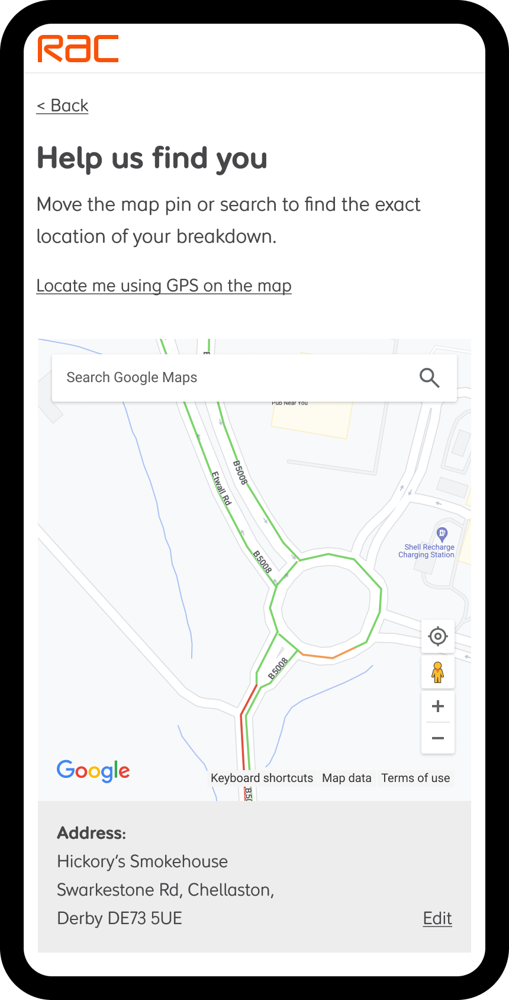 RAC
< Back
Help us find you
Move the map pin or search to find the exact
location of your breakdown.
Locate me using GPS on the map
Search Google Maps
Pub Near You
B5008
Etwall Rd
B5008
Shell Recharge
Charging Station
B5008
Google
Keyboard shortcuts Map data Terms of use
Address:
Hickory’s Smokehouse
Swarkestone Rd, Chellaston,
Derby DE73 5UE
Edit